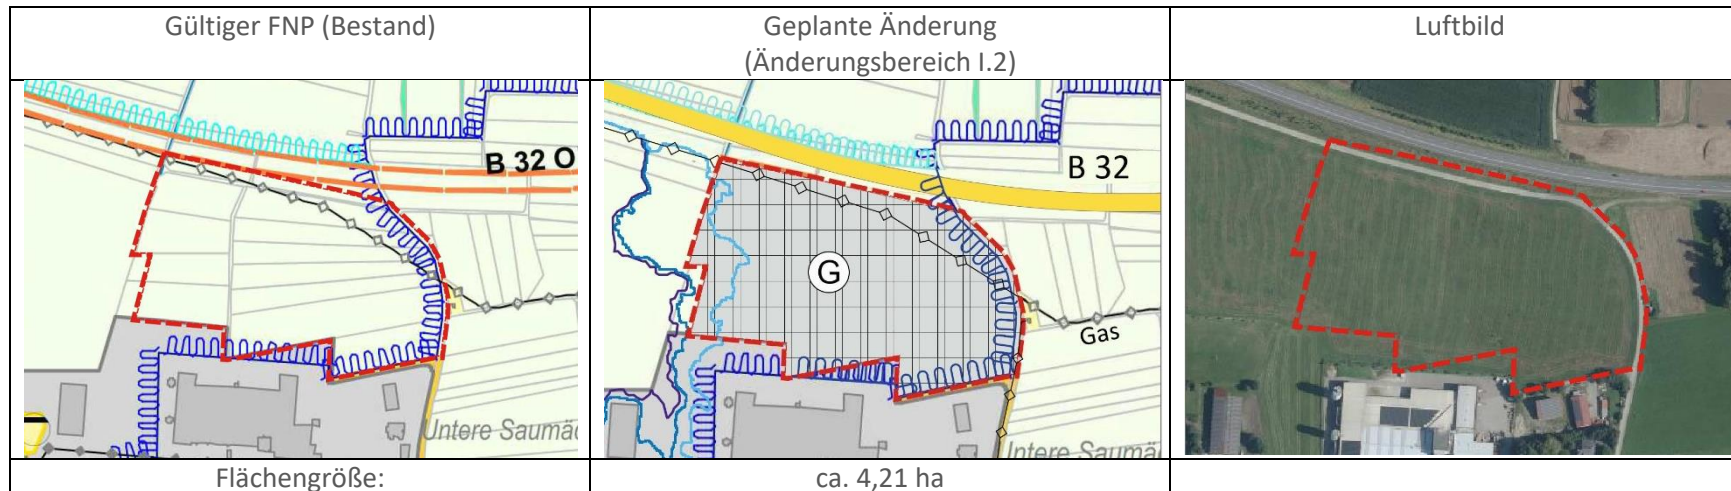 Gültiger FNP (Bestand)
Geplante Änderung
(Änderungsbereich I.2)
Luftbild
B 32 O
Untere Saumäc
B 32
G
Gas
Untere Saumä
Flächengröße:
ca. 4,21 ha